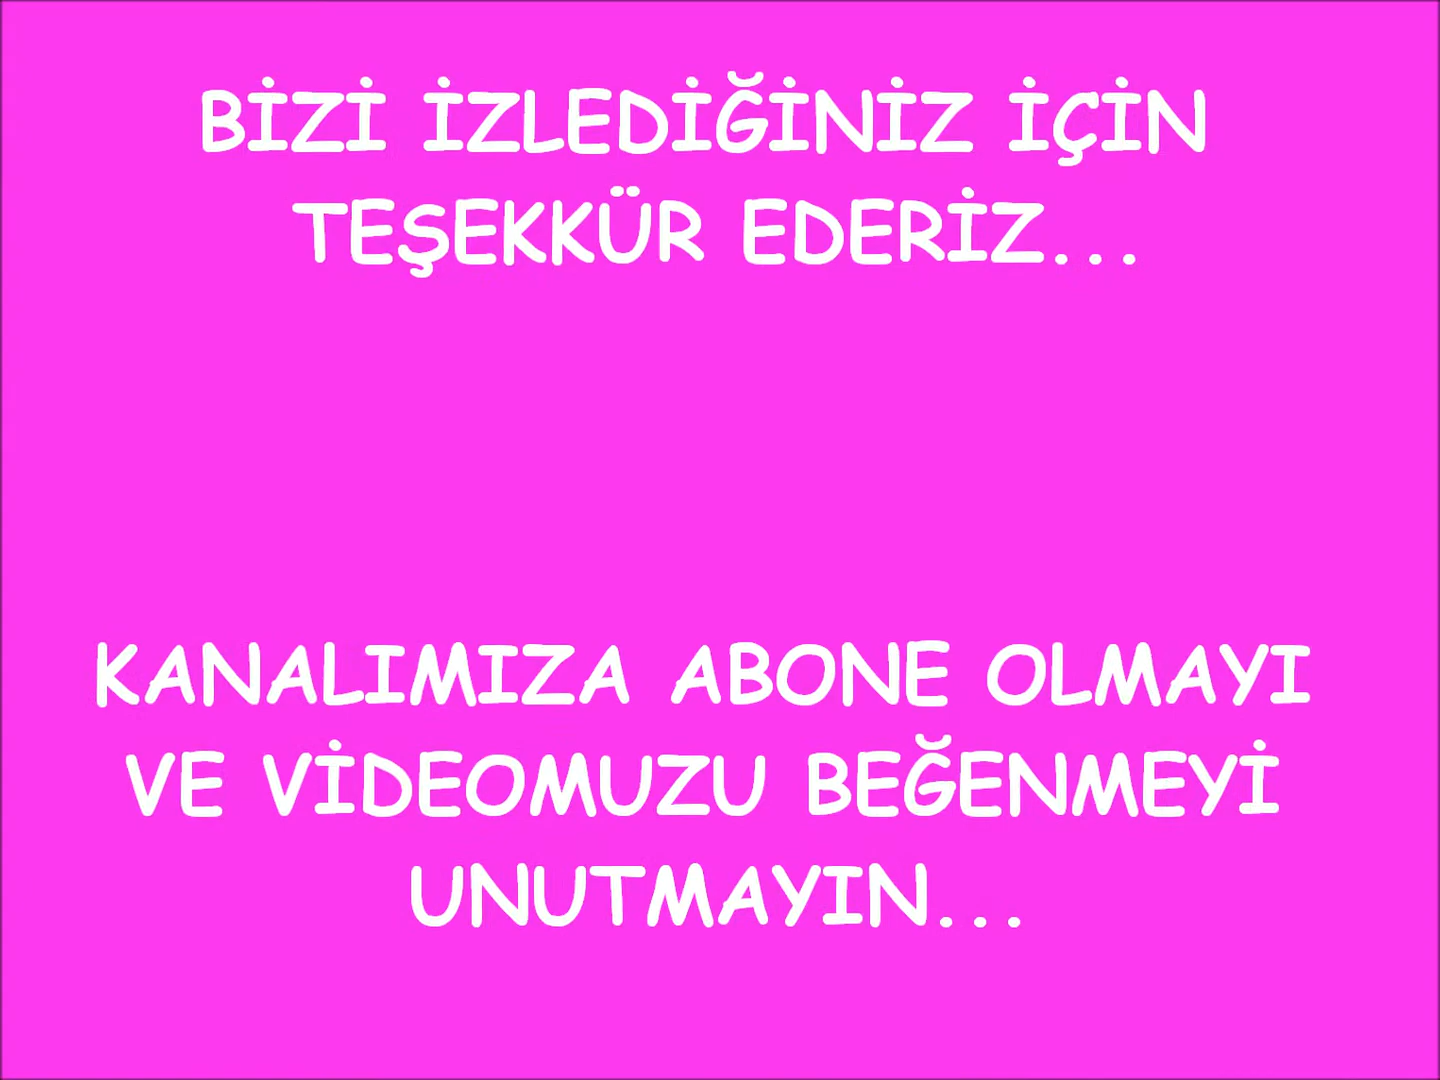 BİZİ İZLEDİĞİNİZ İÇİN
TEŞEKKÜR EDERİZ...
KANALIMIZA ABONE OLMAYI
VE VİDEOMUZU BEĞENMEYİ
UNUTMAYIN...